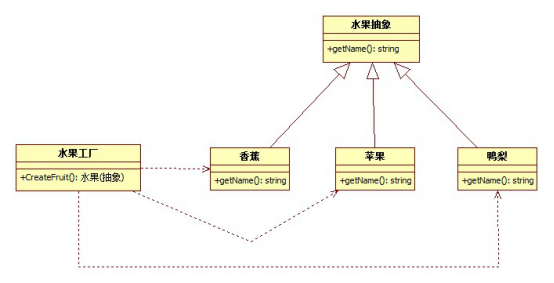 水果抽象
+getName(): string
水果工厂
+CreateFruit(): 水果(抽象)
香蕉
+getName(): string
苹果
+getName(): string
鸭梨
+getName(): string